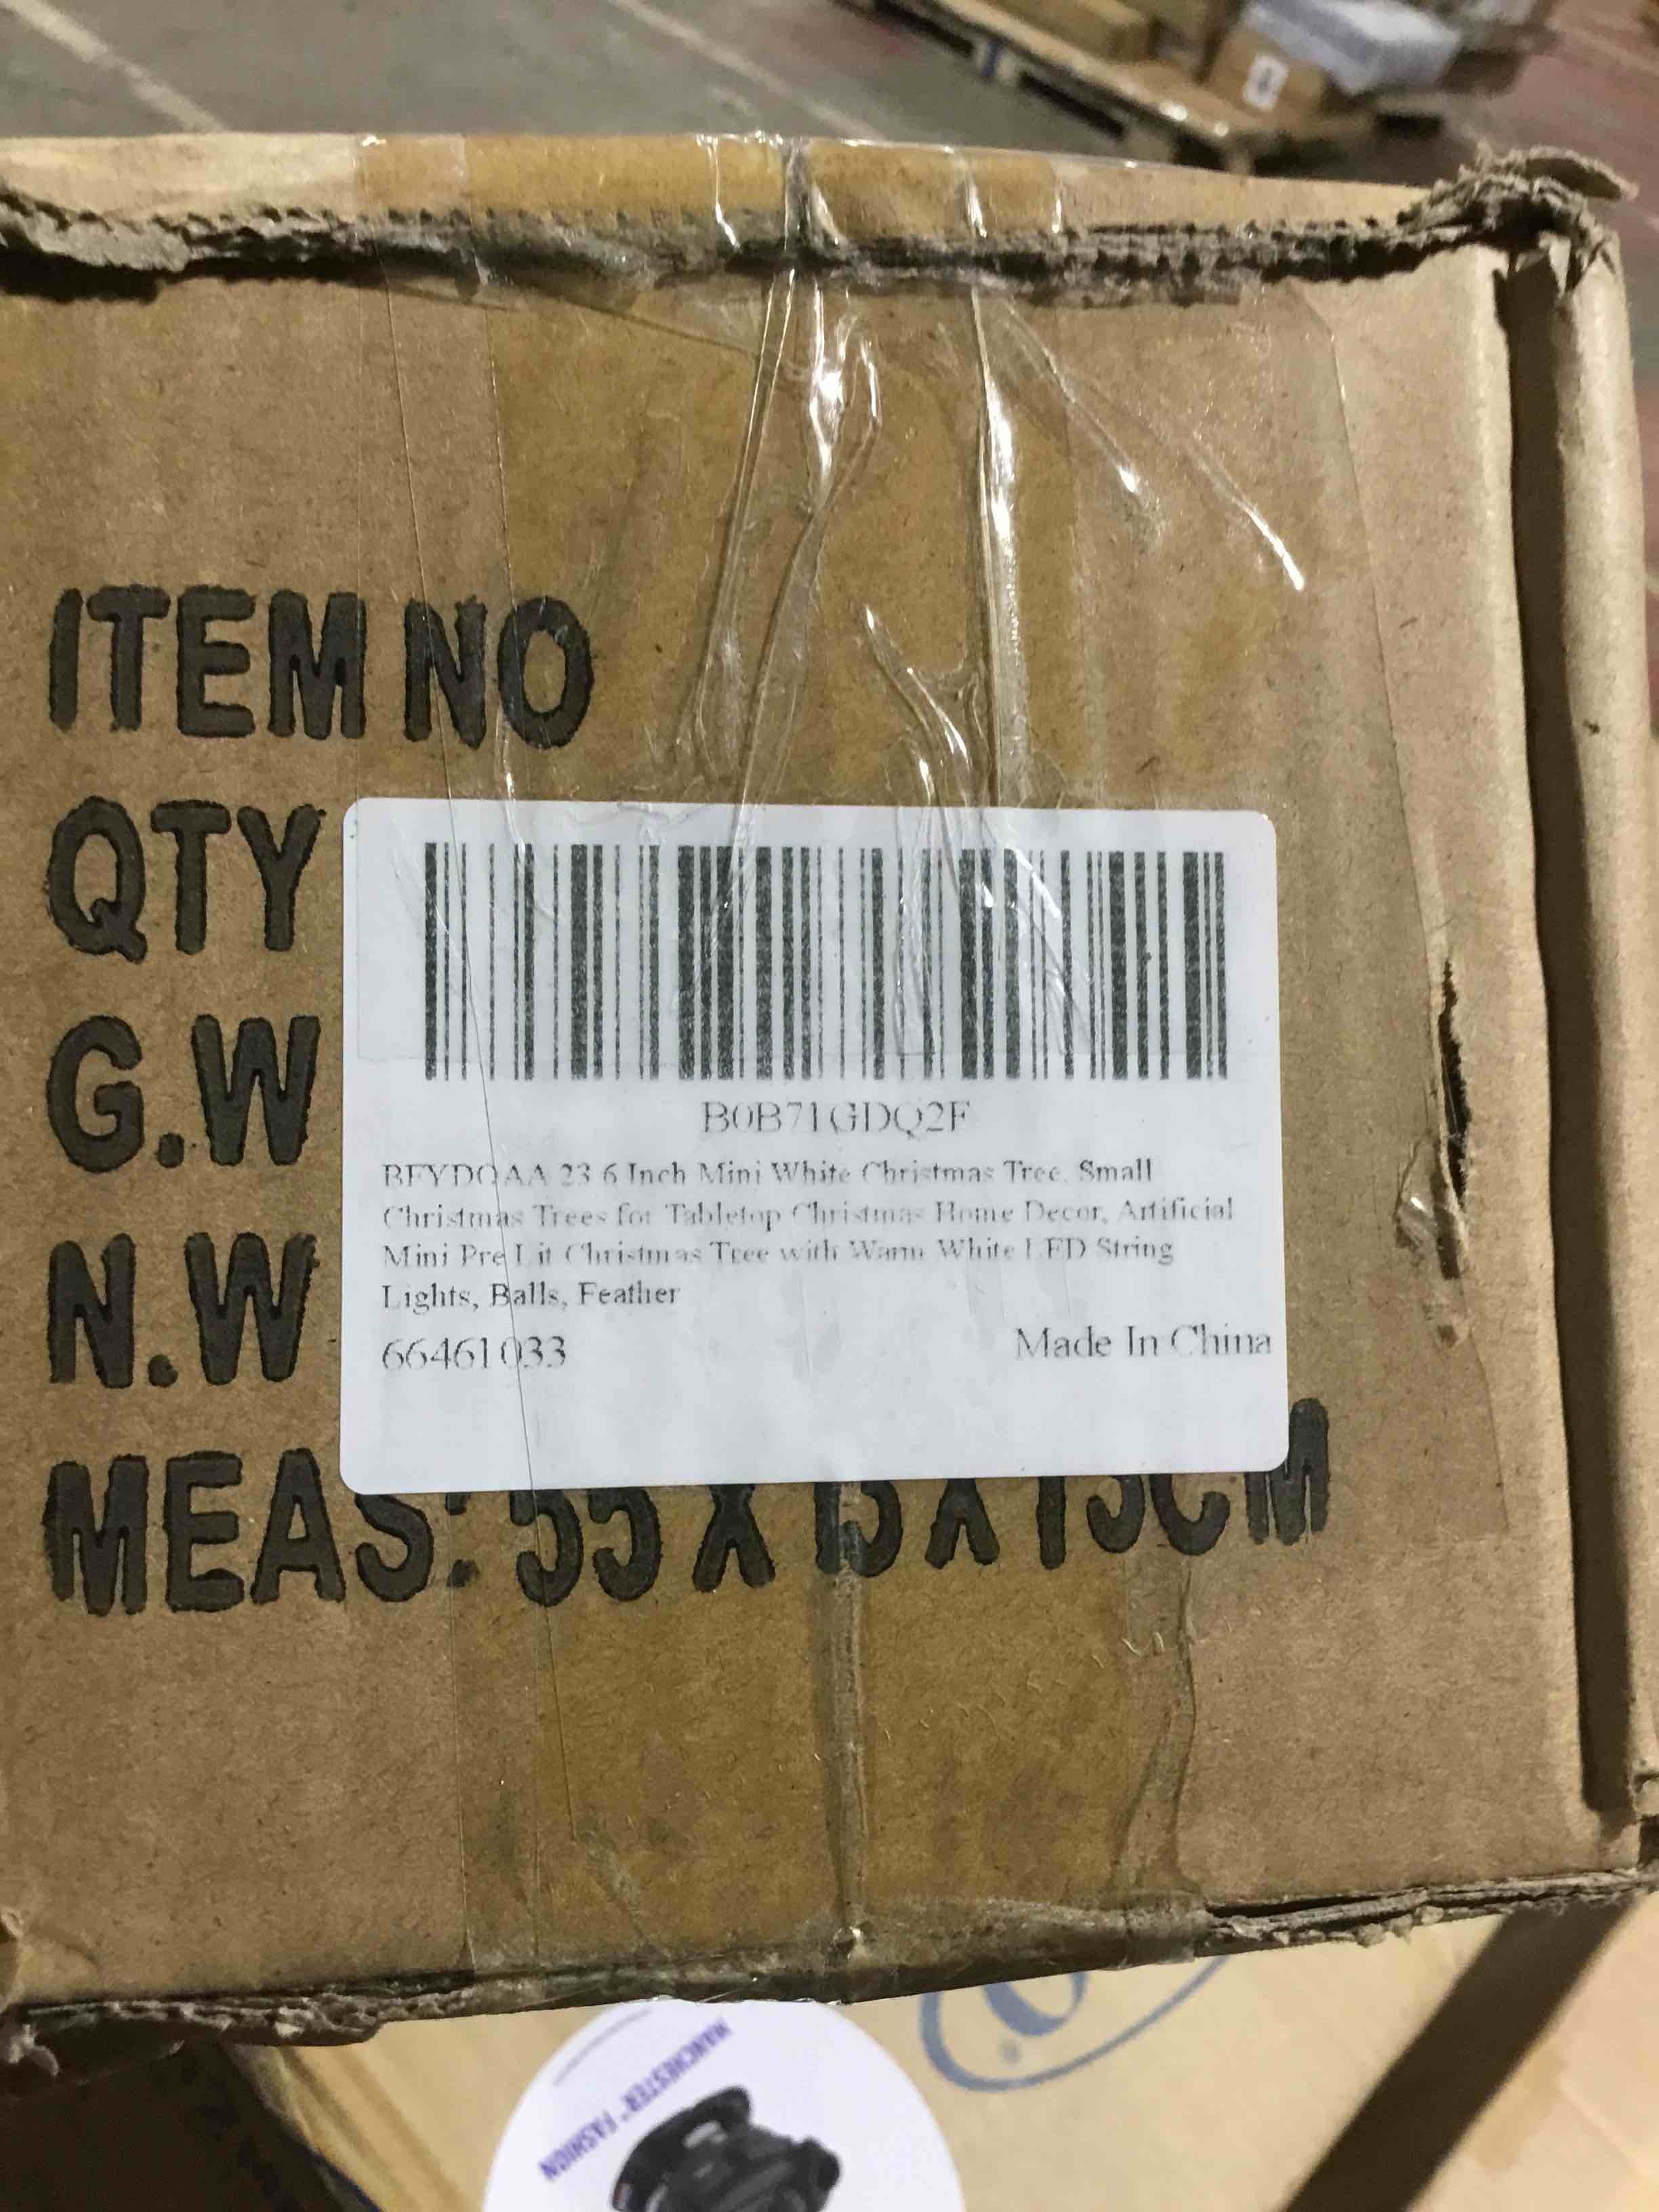 ITEM NO
QTY
G.W
N.W
B0B71GDQ2F
BEYDOAA 23.6 Inch Mini White Christmas Tree, Small
Christmas Trees for Tabletop Christmas Home Decor, Artificial
Mini Pre Lit Christmas Tree with Warm White LED String
Lights, Balls, Feather
66461033
Made In China
MEAS: 55 X 15 X 15CM
MANCHESTER" FASHION